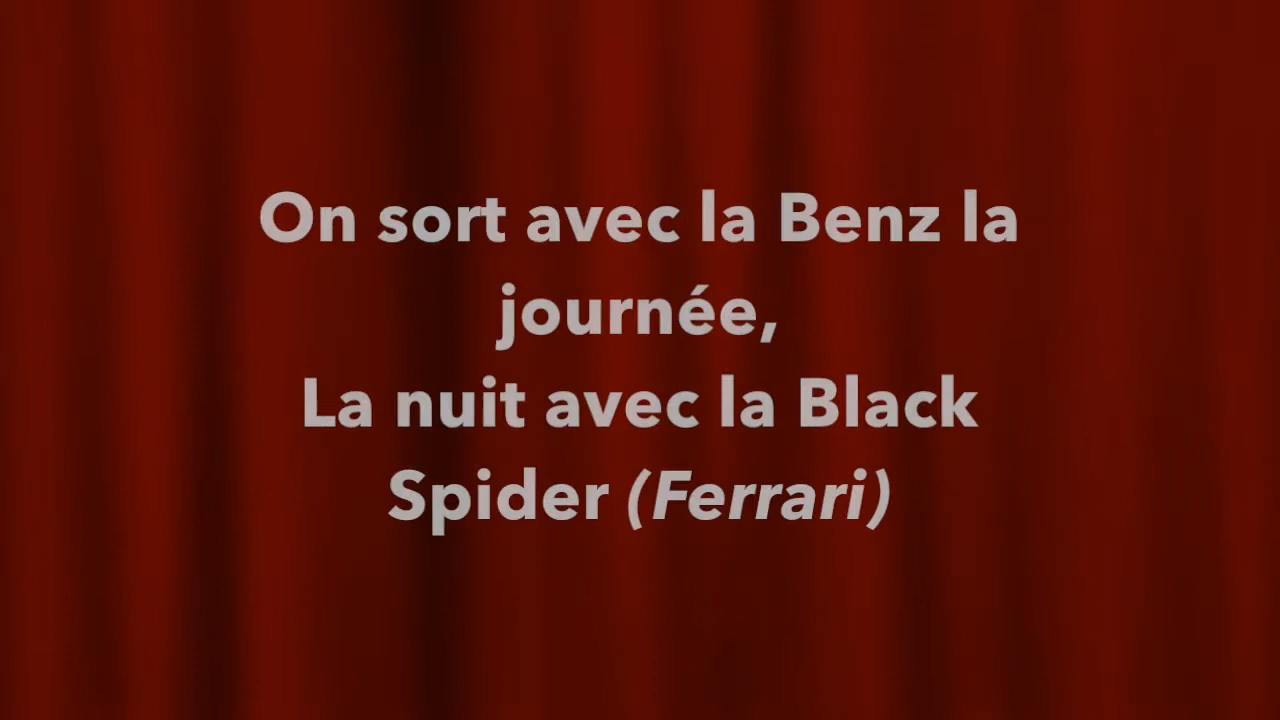 On sort avec la Benz la
journée,
La nuit avec la Black
Spider (Ferrari)